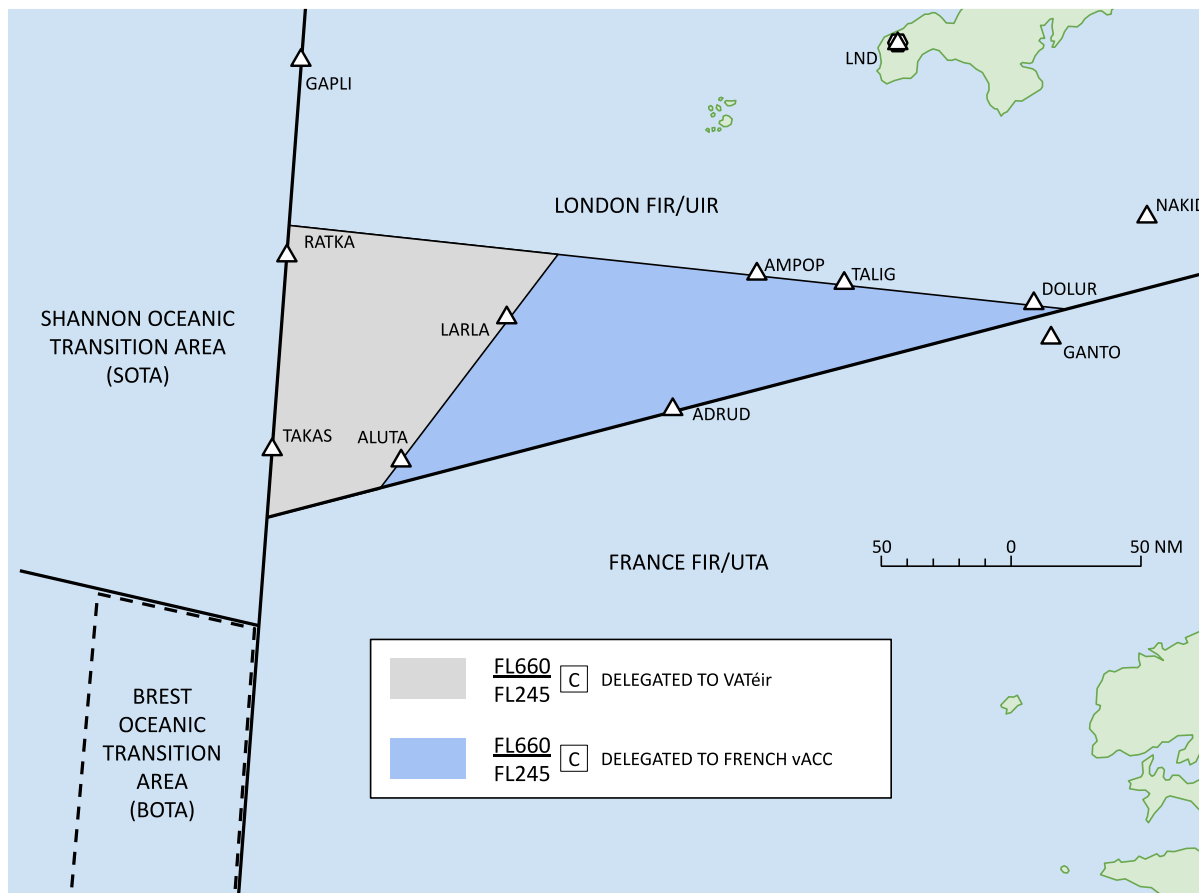 LND
GAPLI
NAKID
LONDON FIR/UIR
RATKA
AMPOP
TALIG
DOLUR
SHANNON OCEANIC
TRANSITION AREA
(SOTA)
LARLA
GANTO
ADRUD
TAKAS
ALUTA
FRANCE FIR/UTA
50 0 50 NM
BREST
OCEANIC
TRANSITION
AREA
(BOTA)
FL660
FL245
C DELEGATED TO VATéir
FL660
FL245
C DELEGATED TO FRENCH vACC